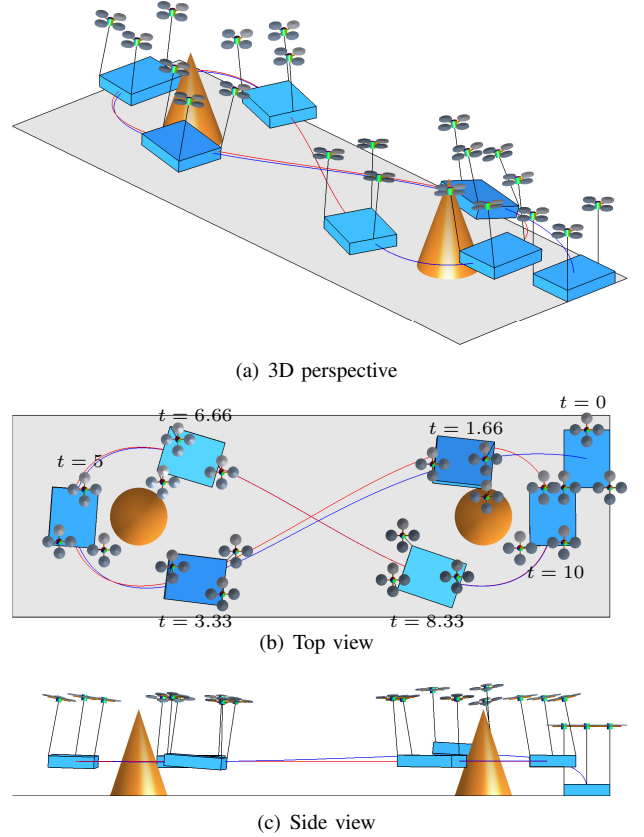 (a) 3D perspective
t = 0
t = 6.66
t = 1.66
t = 5
t = 10
t = 3.33
t = 8.33
(b) Top view
(c) Side view